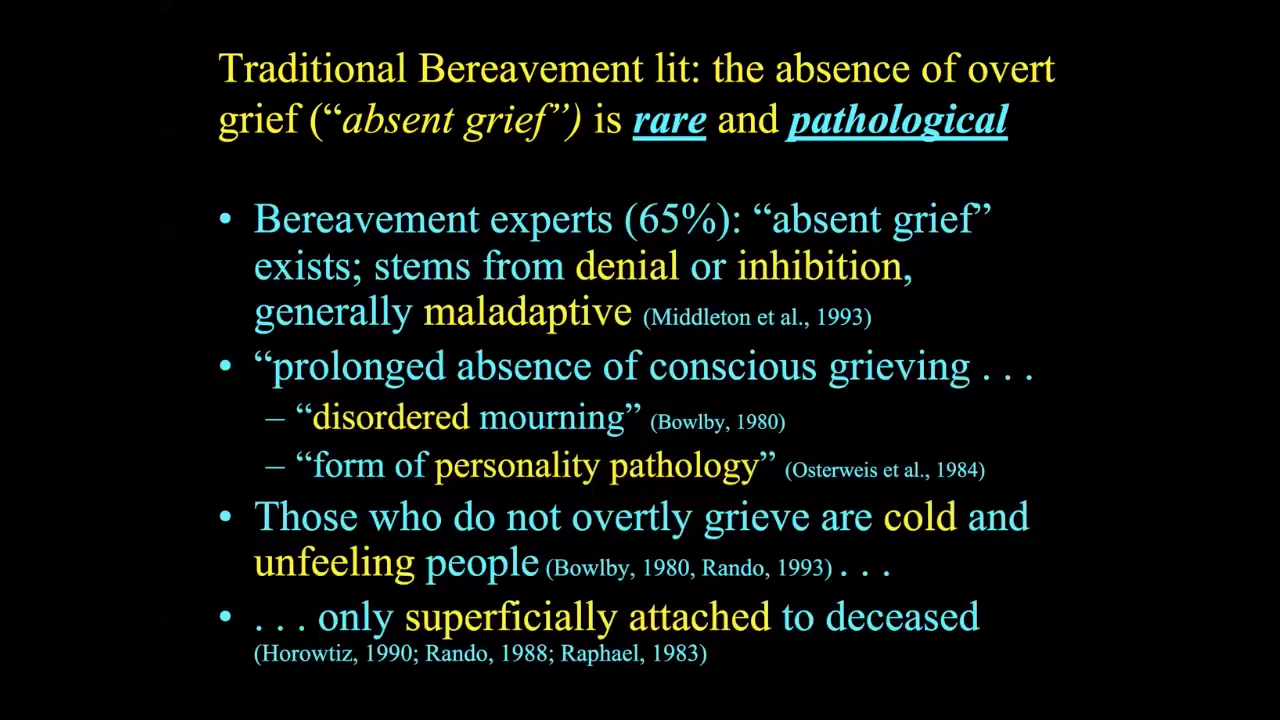 Traditional Bereavement lit: the absence of overt
grief (“absent grief”) is rare and pathological
• Bereavement experts (65%): “absent grief”
exists; stems from denial or inhibition,
generally maladaptive (Middleton et al., 1993)
• “prolonged absence of conscious grieving . . .
– “disordered mourning” (Bowlby, 1980)
– “form of personality pathology” (Osterweis et al., 1984)
• Those who do not overtly grieve are cold and
unfeeling people (Bowlby, 1980, Rando, 1993) . . .
• . . . only superficially attached to deceased
(Horowtiz, 1990; Rando, 1988; Raphael, 1983)